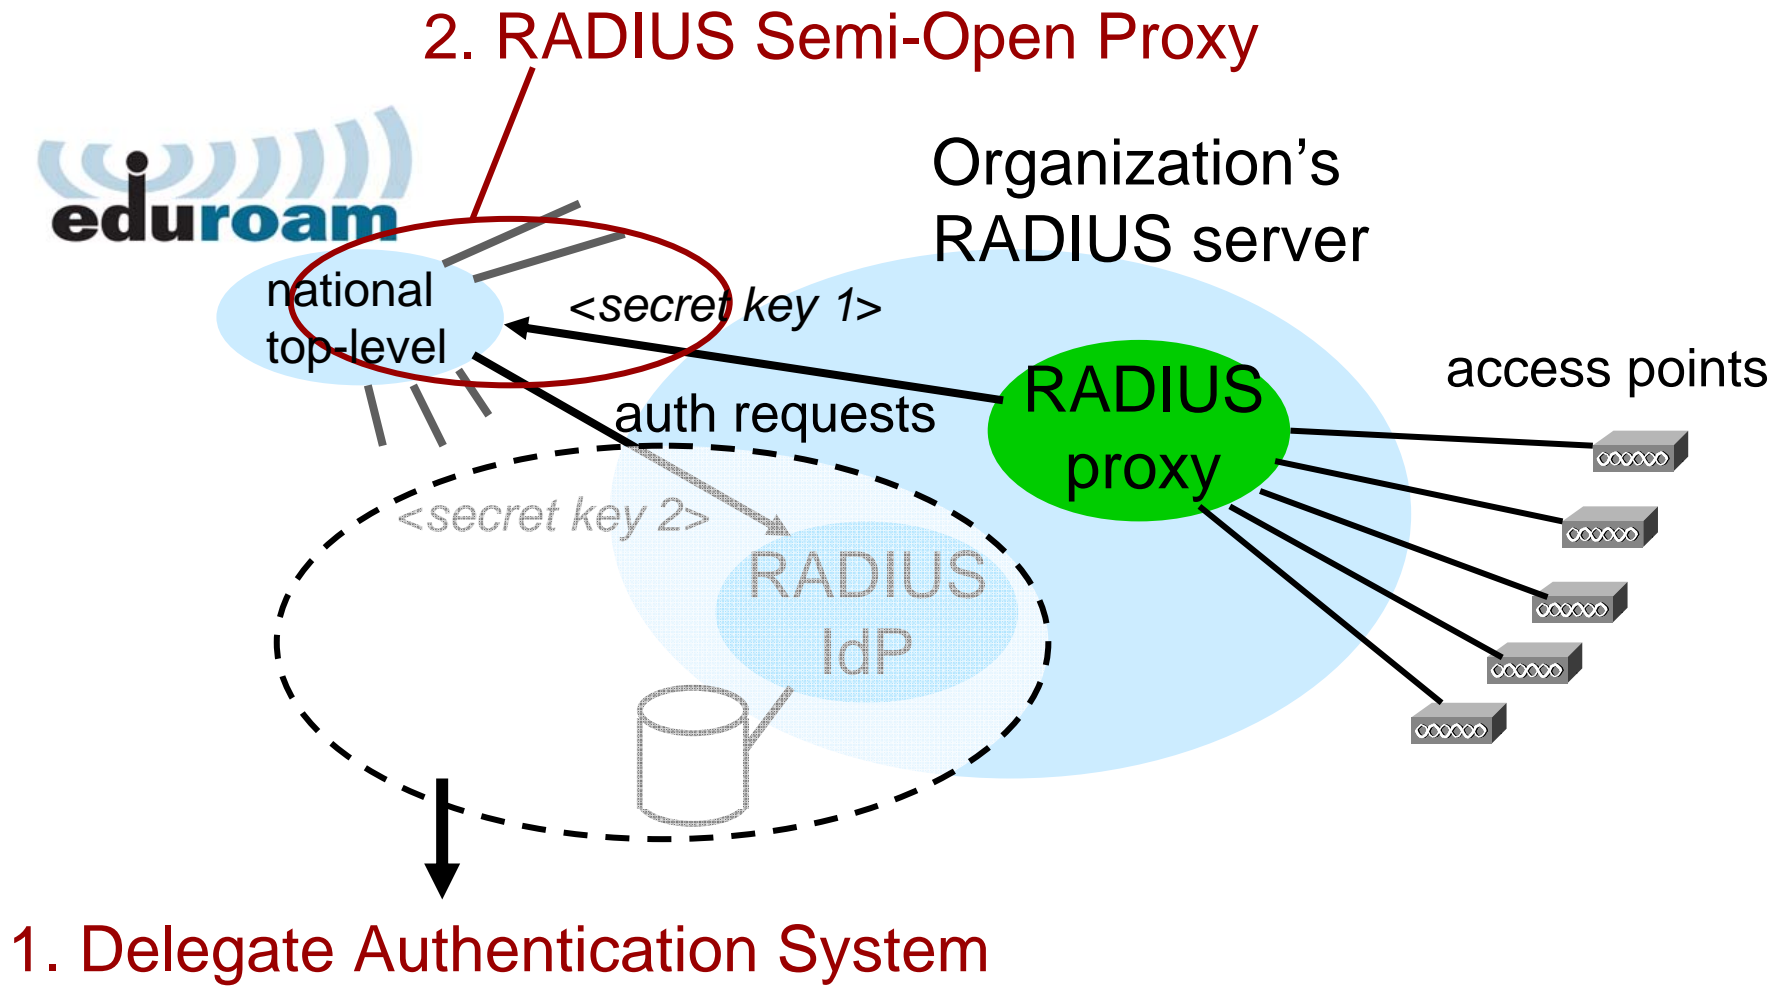 2. RADIUS Semi-Open Proxy
eduroam
Organization’s
RADIUS server
national
top-level
<secret key 1>
access points
RADIUS
proxy
auth requests
<secret key 2>
RADIUS
IdP
1. Delegate Authentication System